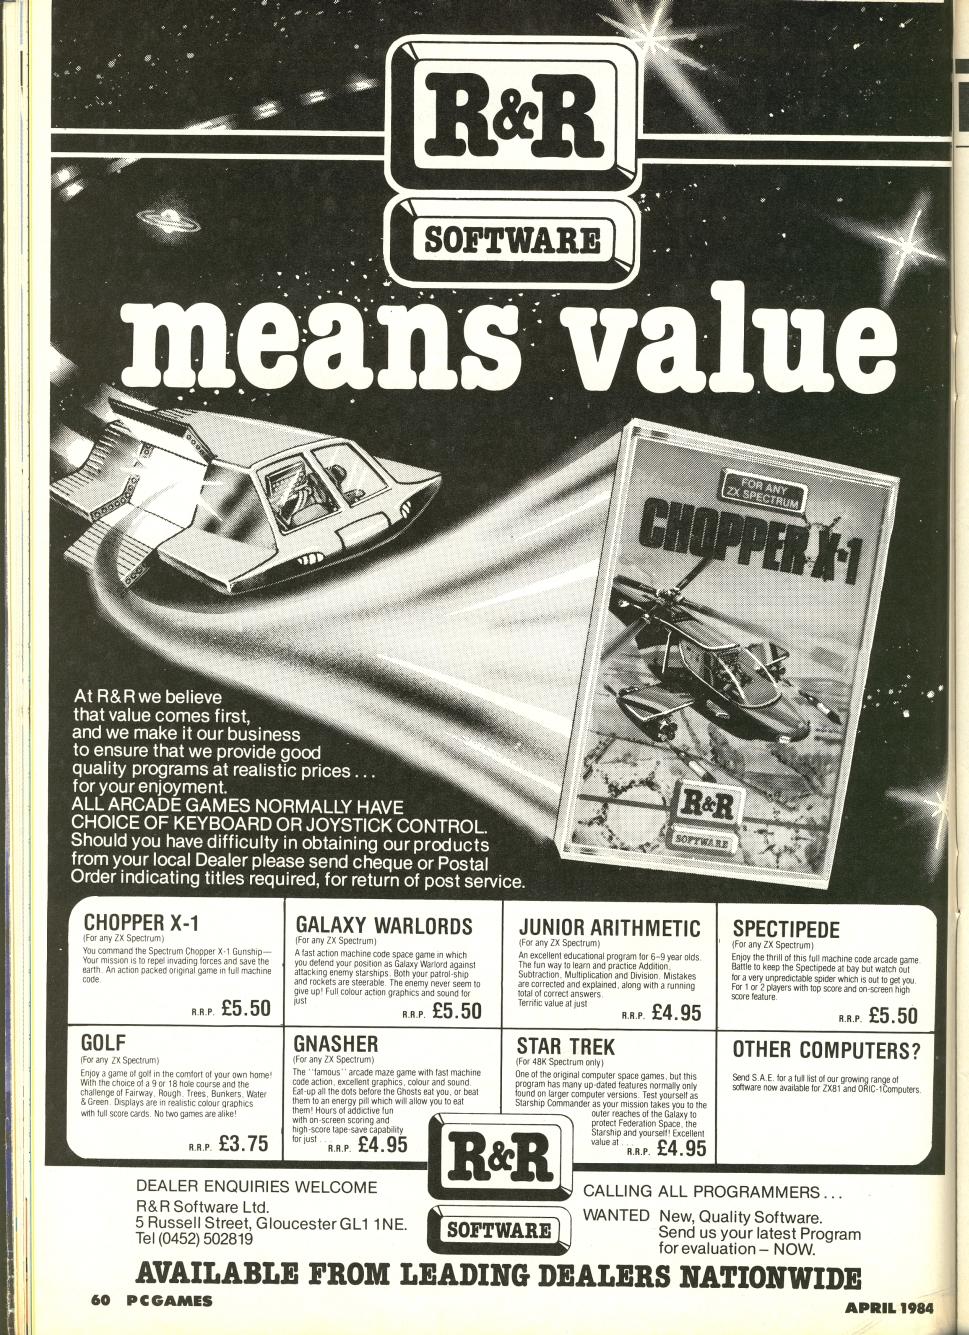 R&R
SOFTWARE
means value
FOR ANY
ZX SPECTRUM
CHOPPER X-1
R&R
SOFTWARE
At R&R we believe
that value comes first,
and we make it our business
to ensure that we provide good
quality programs at realistic prices . . .
for your enjoyment.
ALL ARCADE GAMES NORMALLY HAVE
CHOICE OF KEYBOARD OR JOYSTICK CONTROL.
Should you have difficulty in obtaining our products
from your local Dealer please send cheque or Postal
Order indicating titles required, for return of post service.
CHOPPER X-1
(For any ZX Spectrum)
You command the Spectrum Chopper X-1 Gunship—
Your mission is to repel invading forces and save the
earth. An action packed original game in full machine
code.
R.R.P. £5.50
GALAXY WARLORDS
(For any ZX Spectrum)
A fast action machine code space game in which
you defend your position as Galaxy Warlord against
attacking enemy starships. Both your patrol-ship
and rockets are steerable. The enemy never seem to
give up! Full colour action graphics and sound for
just
R.R.P. £5.50
JUNIOR ARITHMETIC
(For any ZX Spectrum)
An excellent educational program for 6–9 year olds.
The fun way to learn and practice Addition,
Subtraction, Multiplication and Division. Mistakes
are corrected and explained, along with a running
total of correct answers.
Terrific value at just
R.R.P. £4.95
SPECTIPEDE
(For any ZX Spectrum)
Enjoy the thrill of this full machine code arcade game.
Battle to keep the Spectipede at bay but watch out
for a very unpredictable spider which is out to get you.
For 1 or 2 players with top score and on-screen high
score feature.
R.R.P. £5.50
GOLF
(For any ZX Spectrum)
Enjoy a game of golf in the comfort of your own home!
With the choice of a 9 or 18 hole course and the
challenge of Fairway, Rough, Trees, Bunkers, Water
& Green. Displays are in realistic colour graphics
with full score cards. No two games are alike!
R.R.P. £3.75
GNASHER
(For any ZX Spectrum)
The "famous" arcade maze game with fast machine
code action, excellent graphics, colour and sound.
Eat-up all the dots before the Ghosts eat you, or beat
them to an energy pill which will allow you to eat
them! Hours of addictive fun
with on-screen scoring and
high-score tape-save capability
for just . . .
R.R.P. £4.95
STAR TREK
(For 48K Spectrum only)
One of the original computer space games, but this
program has many up-dated features normally only
found on larger computer versions. Test yourself as
Starship Commander as your mission takes you to the
outer reaches of the Galaxy to
protect Federation Space, the
Starship and yourself! Excellent
value at . . .
R.R.P. £4.95
OTHER COMPUTERS?
Send S.A.E. for a full list of our growing range of
software now available for ZX81 and ORIC-1Computers.
R&R
SOFTWARE
DEALER ENQUIRIES WELCOME
R&R Software Ltd.
5 Russell Street, Gloucester GL1 1NE.
Tel (0452) 502819
CALLING ALL PROGRAMMERS . . .
WANTED New, Quality Software.
Send us your latest Program
for evaluation – NOW.
AVAILABLE FROM LEADING DEALERS NATIONWIDE
60 PCGAMES
APRIL 1984